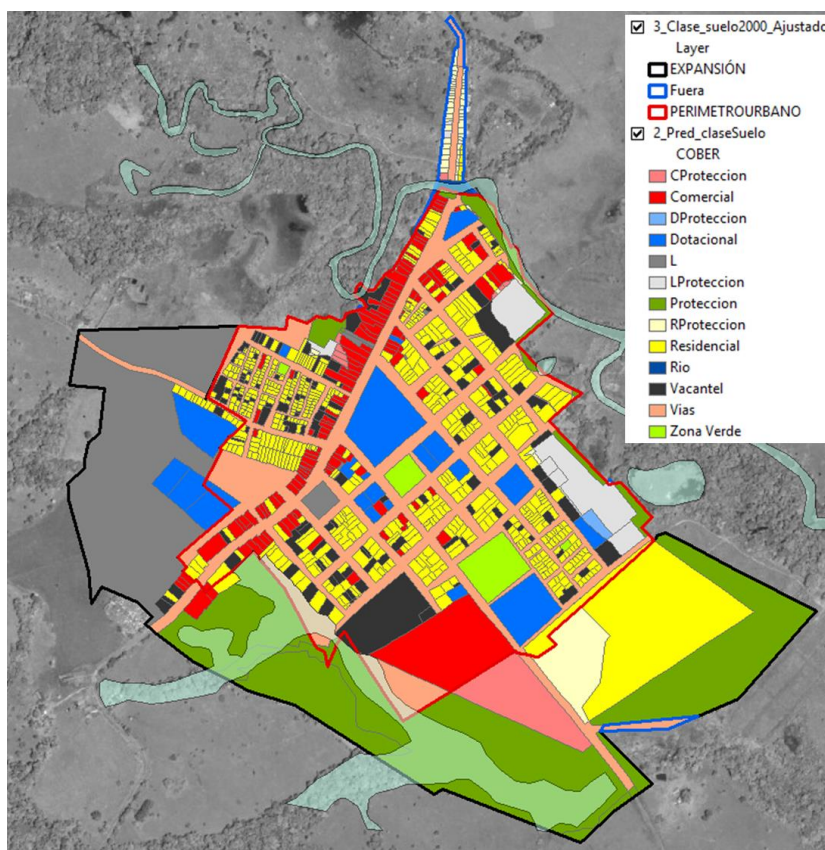 3_Clase_suelo2000_Ajustado
Layer
EXPANSIÓN
Fuera
PERIMETROURBANO
2_Pred_claseSuelo
COBER
CProteccion
Comercial
DProteccion
Dotacional
L
LProteccion
Proteccion
RProteccion
Residencial
Rio
Vacantel
Vias
Zona Verde